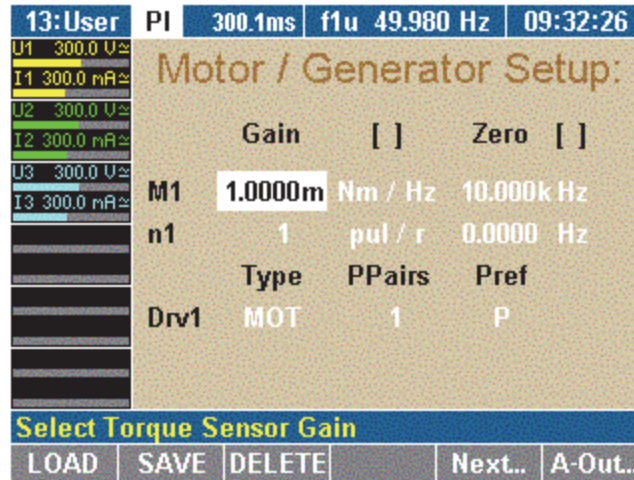 13:User PI 300.1ms f1u 49.980 Hz 09:32:26
U1 300.0 V≃
I1 300.0 mA≃
U2 300.0 V≃
I2 300.0 mA≃
U3 300.0 V≃
I3 300.0 mA≃
Motor / Generator Setup:
Gain [ ] Zero [ ]
M1 1.0000m Nm / Hz 10.000k Hz
n1 1 pul / r 0.0000 Hz
Type PPairs Pref
Drv1 MOT 1 P
Select Torque Sensor Gain
LOAD SAVE DELETE Next... A-Out..